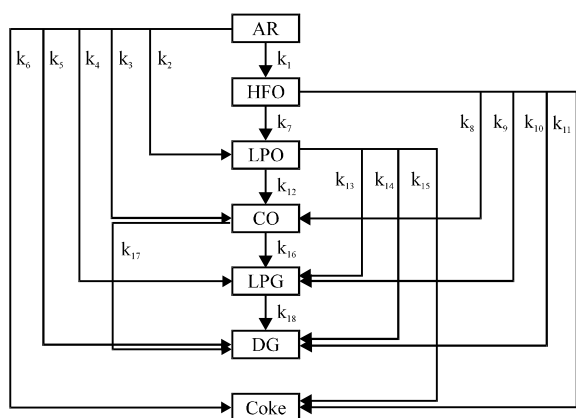 AR
k₆ k₅ k₄ k₃ k₂ k₁
HFO
k₇ k₈ k₉ k₁₀ k₁₁
LPO
k₁₂ k₁₃ k₁₄ k₁₅
CO
k₁₇ k₁₆
LPG
k₁₈
DG
Coke